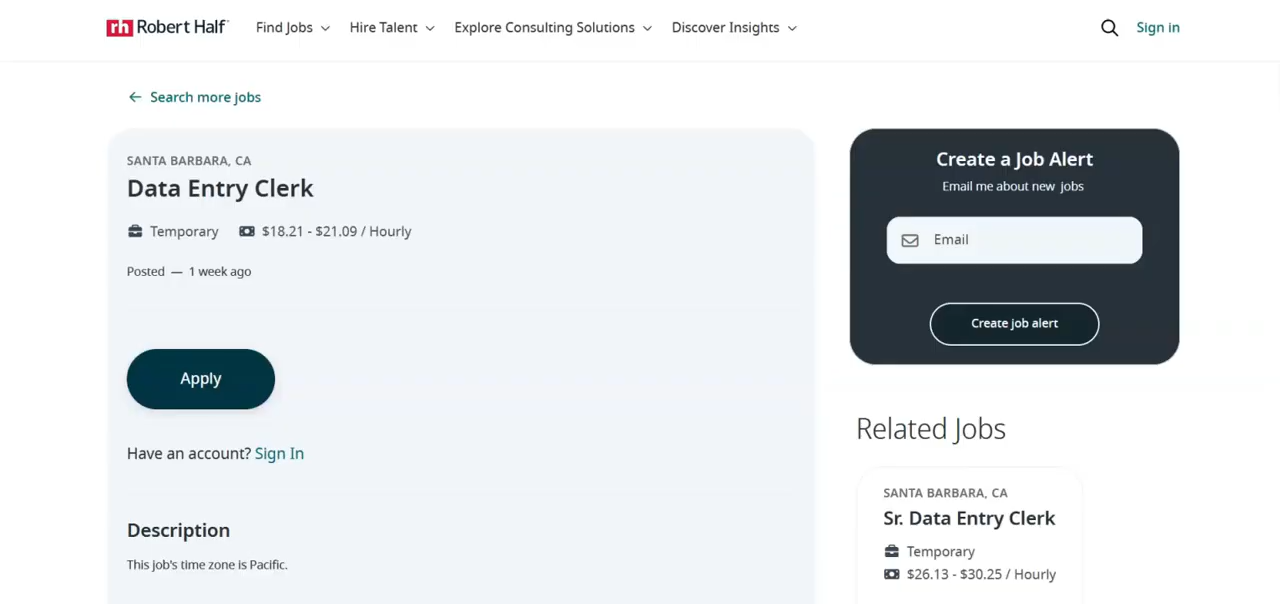 rh Robert Half
Find Jobs
Hire Talent
Explore Consulting Solutions
Discover Insights
Sign in
← Search more jobs
SANTA BARBARA, CA
Data Entry Clerk
Temporary
$18.21 - $21.09 / Hourly
Posted — 1 week ago
Apply
Have an account? Sign In
Description
This job's time zone is Pacific.
Create a Job Alert
Email me about new jobs
Email
Create job alert
Related Jobs
SANTA BARBARA, CA
Sr. Data Entry Clerk
Temporary
$26.13 - $30.25 / Hourly